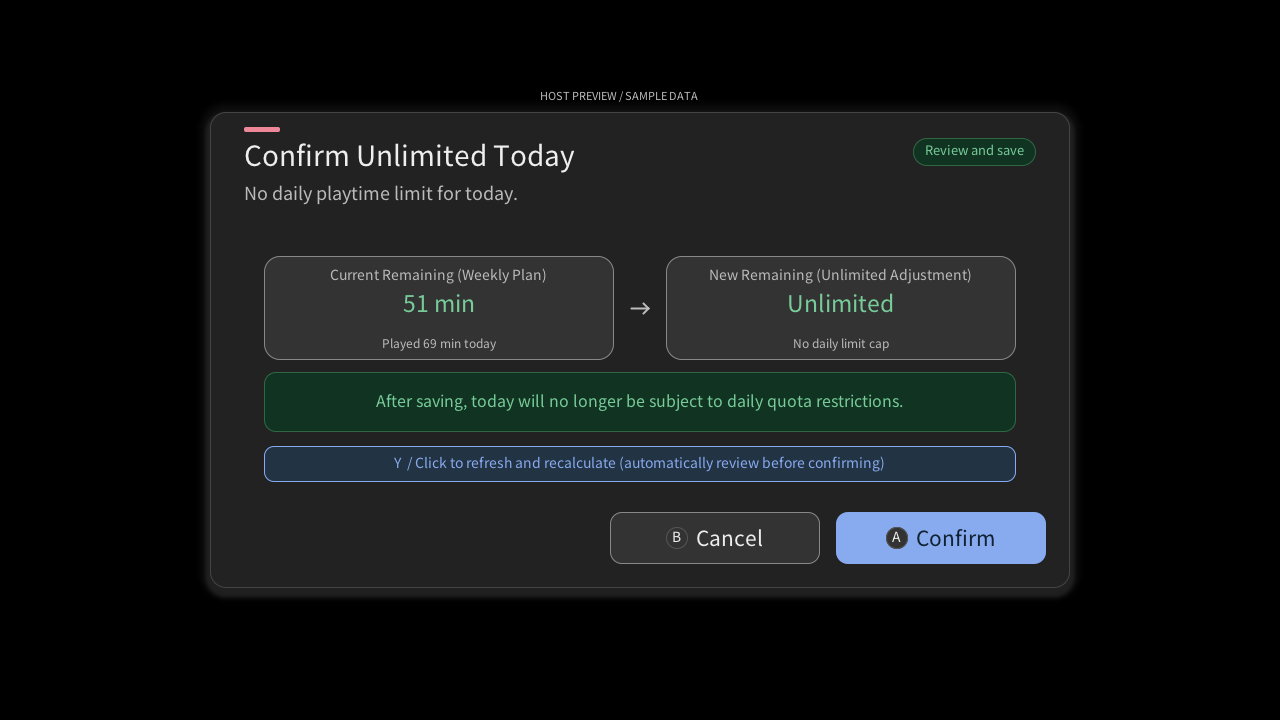 HOST PREVIEW / SAMPLE DATA
Confirm Unlimited Today
Review and save
No daily playtime limit for today.
Current Remaining (Weekly Plan)
51 min
Played 69 min today
→
New Remaining (Unlimited Adjustment)
Unlimited
No daily limit cap
After saving, today will no longer be subject to daily quota restrictions.
Y / Click to refresh and recalculate (automatically review before confirming)
B Cancel
A Confirm